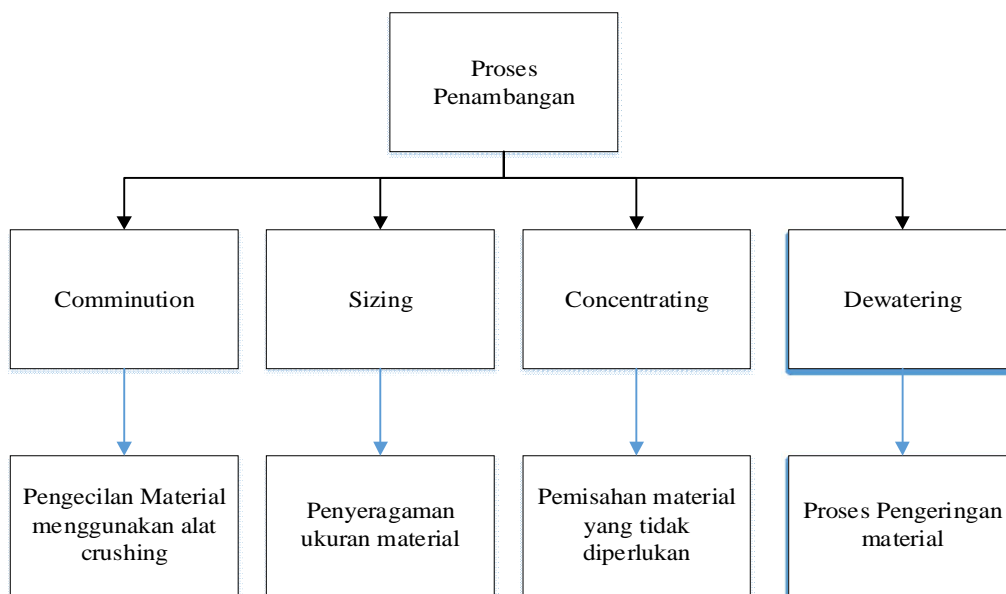 Proses
Penambangan
Comminution
Sizing
Concentrating
Dewatering
Pengecilan Material
menggunakan alat
crushing
Penyeragaman
ukuran material
Pemisahan material
yang tidak
diperlukan
Proses Pengeringan
material